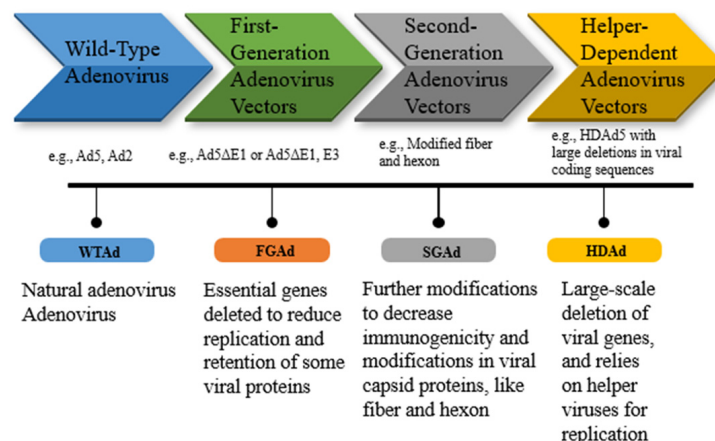 Wild-Type
Adenovirus
First-
Generation
Adenovirus
Vectors
Second-
Generation
Adenovirus
Vectors
Helper-
Dependent
Adenovirus
Vectors
e.g., Ad5, Ad2
e.g., Ad5ΔE1 or Ad5ΔE1, E3
e.g., Modified fiber
and hexon
e.g., HDAd5 with
large deletions in viral
coding sequences
WTAd
FGAd
SGAd
HDAd
Natural adenovirus
Adenovirus
Essential genes
deleted to reduce
replication and
retention of some
viral proteins
Further modifications
to decrease
immunogenicity and
modifications in viral
capsid proteins, like
fiber and hexon
Large-scale
deletion of
viral genes,
and relies
on helper
viruses for
replication